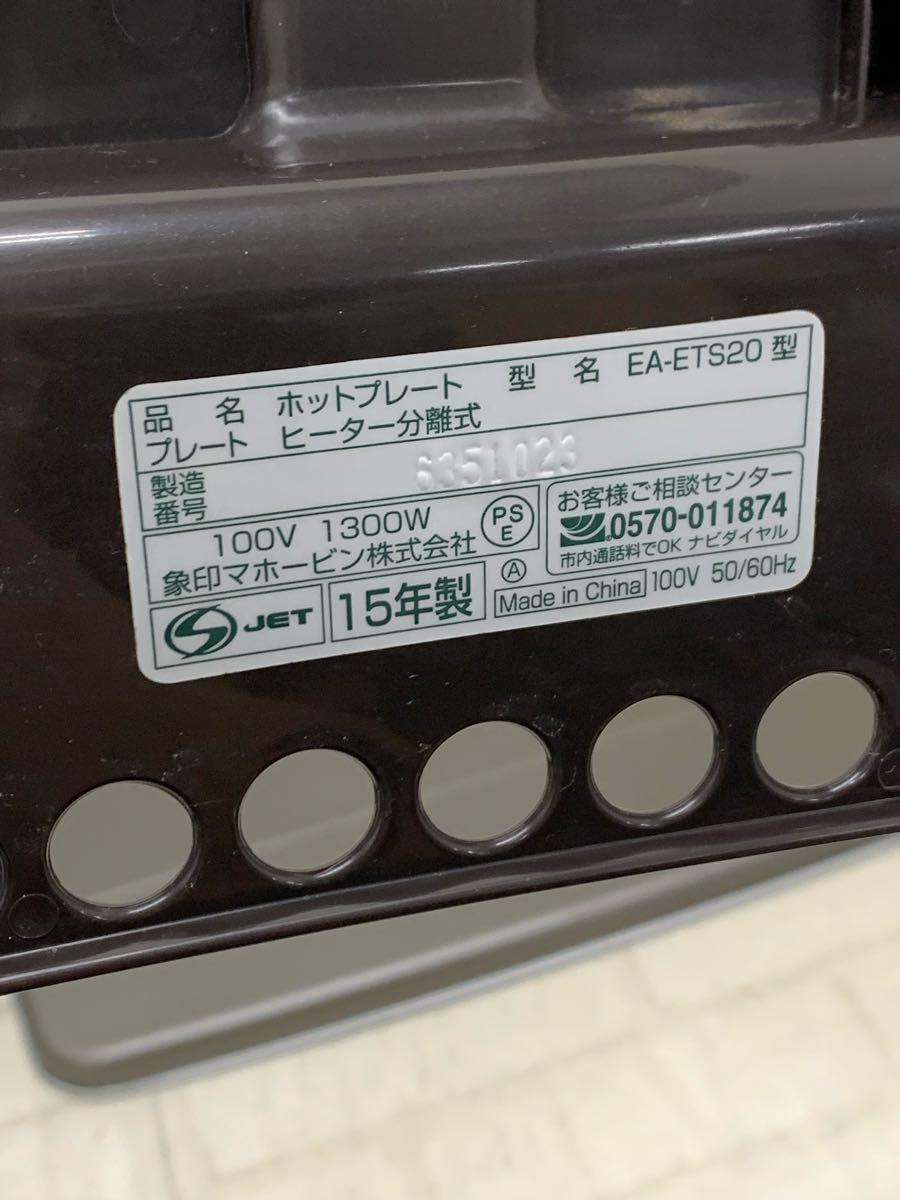 品名 ホットプレート 型名 EA-ETS20 型
プレート ヒーター分離式
製造番号 6351023
100V 1300W
象印マホービン株式会社
PS
E
お客様ご相談センター
0570-011874
市内通話料でOK ナビダイヤル
S JET
15年製
A
Made in China
100V 50/60Hz